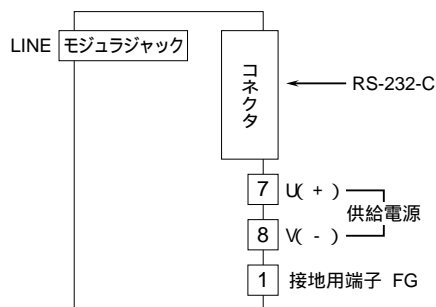 LINE モジュラジャック
コネクタ
RS-232-C
7 U( + )
供給電源
8 V( - )
1 接地用端子 FG